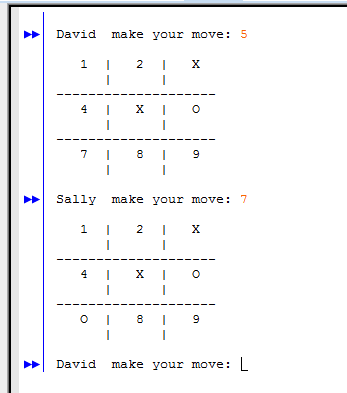 David  make your move: 5
1 | 2 | X
| |
--------------------
4 | X | O
| |
--------------------
7 | 8 | 9
| |
Sally  make your move: 7
1 | 2 | X
| |
--------------------
4 | X | O
| |
--------------------
O | 8 | 9
| |
David  make your move: